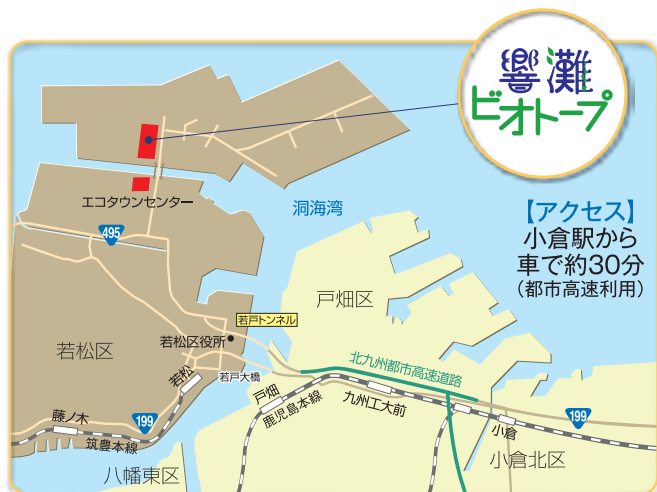 響灘
ビオトープ
エコタウンセンター
洞海湾
【アクセス】
小倉駅から
車で約30分
（都市高速利用）
495
戸畑区
若戸トンネル
若松区役所
若松区
北九州都市高速道路
若松
若戸大橋
戸畑
鹿児島本線
九州工大前
藤ノ木
199
筑豊本線
199
小倉
八幡東区
小倉北区